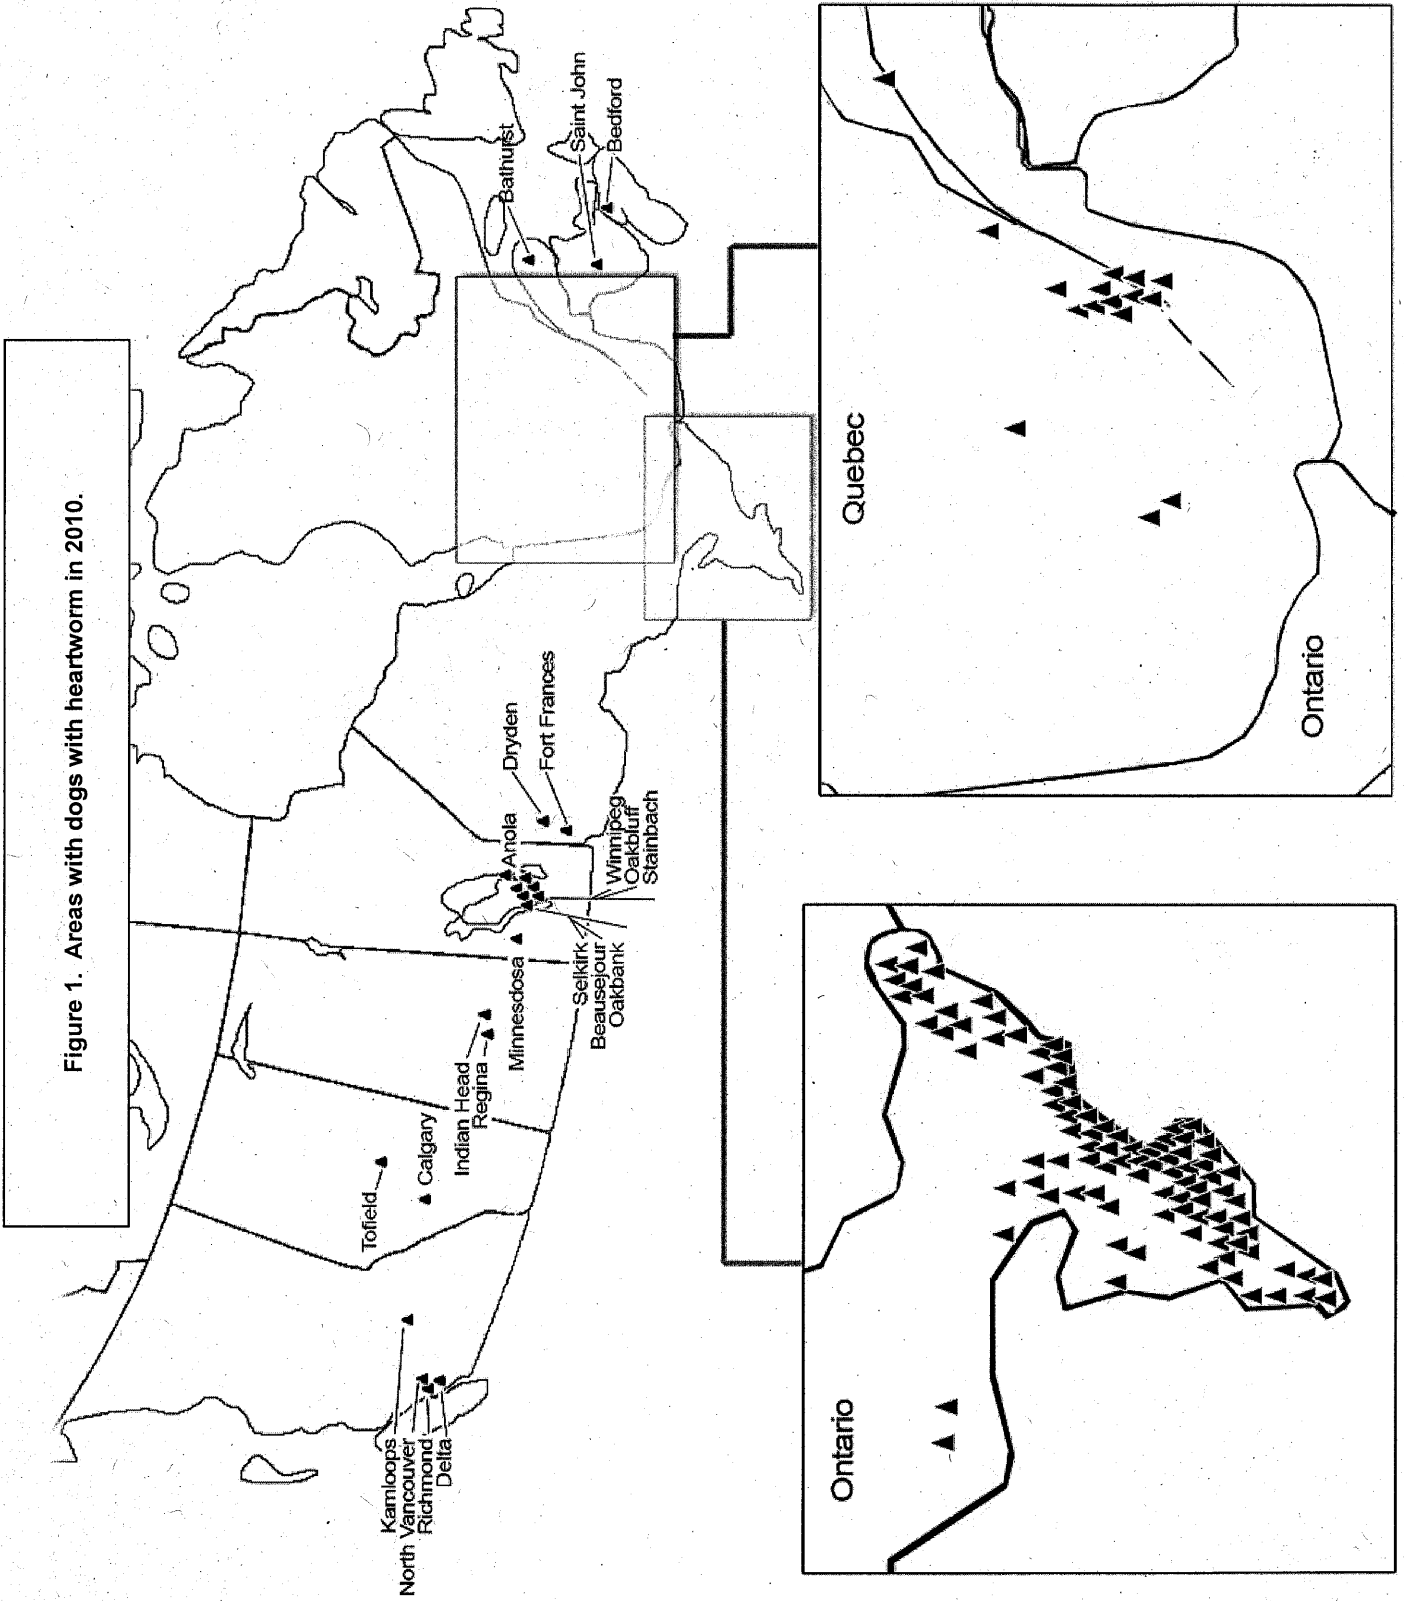 Figure 1. Areas with dogs with heartworm in 2010.
Kamloops
North Vancouver
Richmond
Delta
Tofield
Calgary
Indian Head
Regina
Minnesdosa
Selkirk
Beausejour
Oakbank
Anola
Winnipeg
Oakbluff
Stainbach
Dryden
Fort Frances
Bathurst
Saint John
Bedford
Ontario
Quebec
Ontario